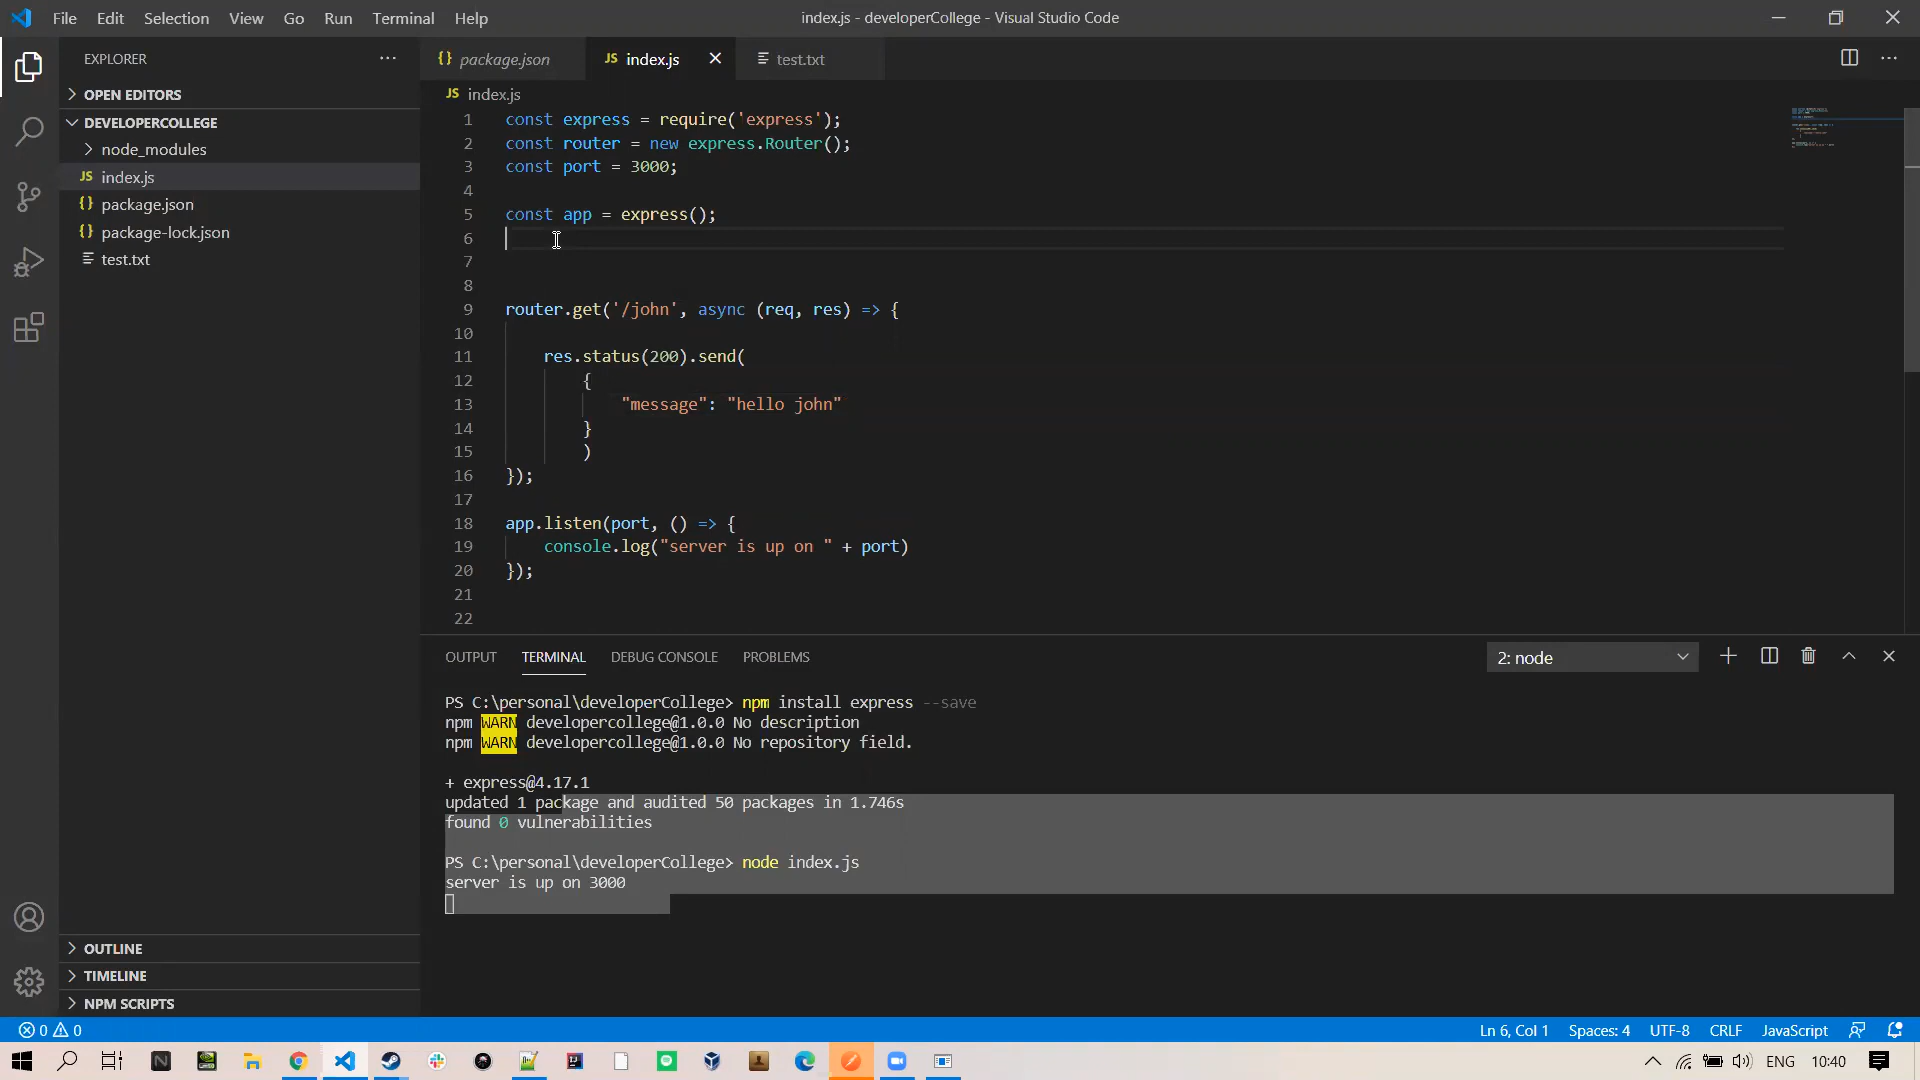 File Edit Selection View Go Run Terminal Help
index.js - developerCollege - Visual Studio Code
EXPLORER
OPEN EDITORS
DEVELOPERCOLLEGE
node_modules
JS index.js
{} package.json
{} package-lock.json
test.txt
OUTLINE
TIMELINE
NPM SCRIPTS
{} package.json
JS index.js
test.txt
JS index.js
1 const express = require('express');
2 const router = new express.Router();
3 const port = 3000;
4
5 const app = express();
6
7
8
9 router.get('/john', async (req, res) => {
10
11 res.status(200).send(
12 {
13 "message": "hello john"
14 }
15 )
16 });
17
18 app.listen(port, () => {
19 console.log("server is up on " + port)
20 });
21
22
OUTPUT TERMINAL DEBUG CONSOLE PROBLEMS
2: node
PS C:\personal\developerCollege> npm install express --save
npm WARN developercollege@1.0.0 No description
npm WARN developercollege@1.0.0 No repository field.
+ express@4.17.1
updated 1 package and audited 50 packages in 1.746s
found 0 vulnerabilities
PS C:\personal\developerCollege> node index.js
server is up on 3000
0 0
Ln 6, Col 1 Spaces: 4 UTF-8 CRLF JavaScript
ENG 10:40